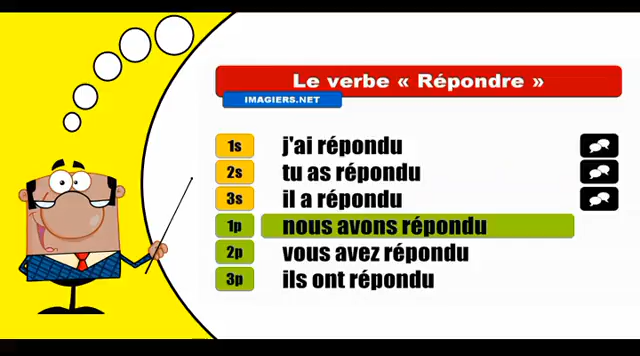 Le verbe « Répondre »
IMAGIERS.NET
1s j'ai répondu
2s tu as répondu
3s il a répondu
1p nous avons répondu
2p vous avez répondu
3p ils ont répondu